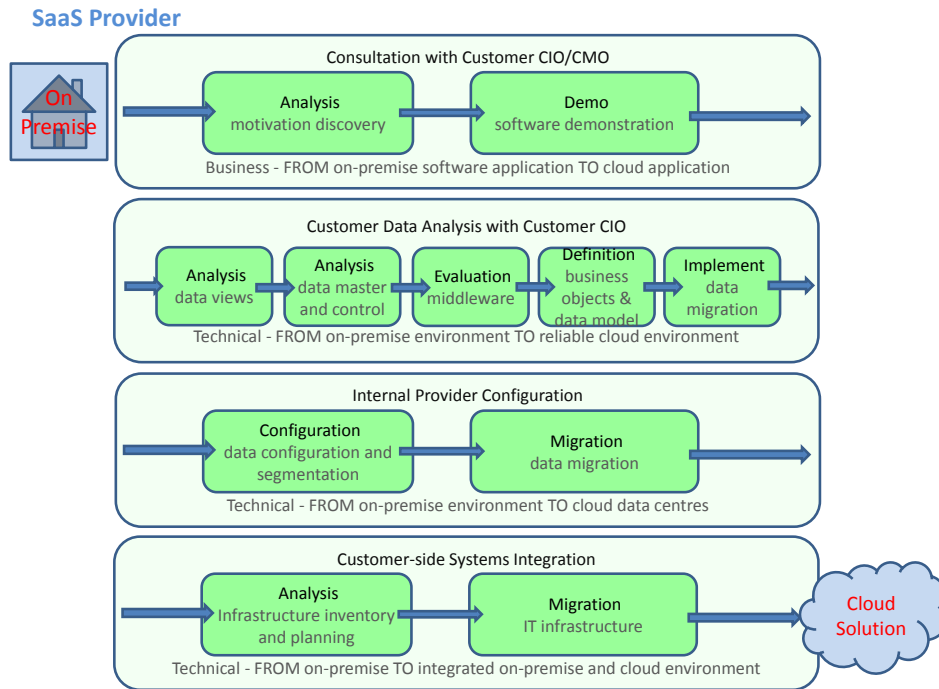 SaaS Provider
On
Premise
Consultation with Customer CIO/CMO
Analysis
motivation discovery
Demo
software demonstration
Business - FROM on-premise software application TO cloud application
Customer Data Analysis with Customer CIO
Analysis
data views
Analysis
data master
and control
Evaluation
middleware
Definition
business
objects &
data model
Implement
data
migration
Technical - FROM on-premise environment TO reliable cloud environment
Internal Provider Configuration
Configuration
data configuration and
segmentation
Migration
data migration
Technical - FROM on-premise environment TO cloud data centres
Customer-side Systems Integration
Analysis
Infrastructure inventory
and planning
Migration
IT infrastructure
Technical - FROM on-premise TO integrated on-premise and cloud environment
Cloud
Solution